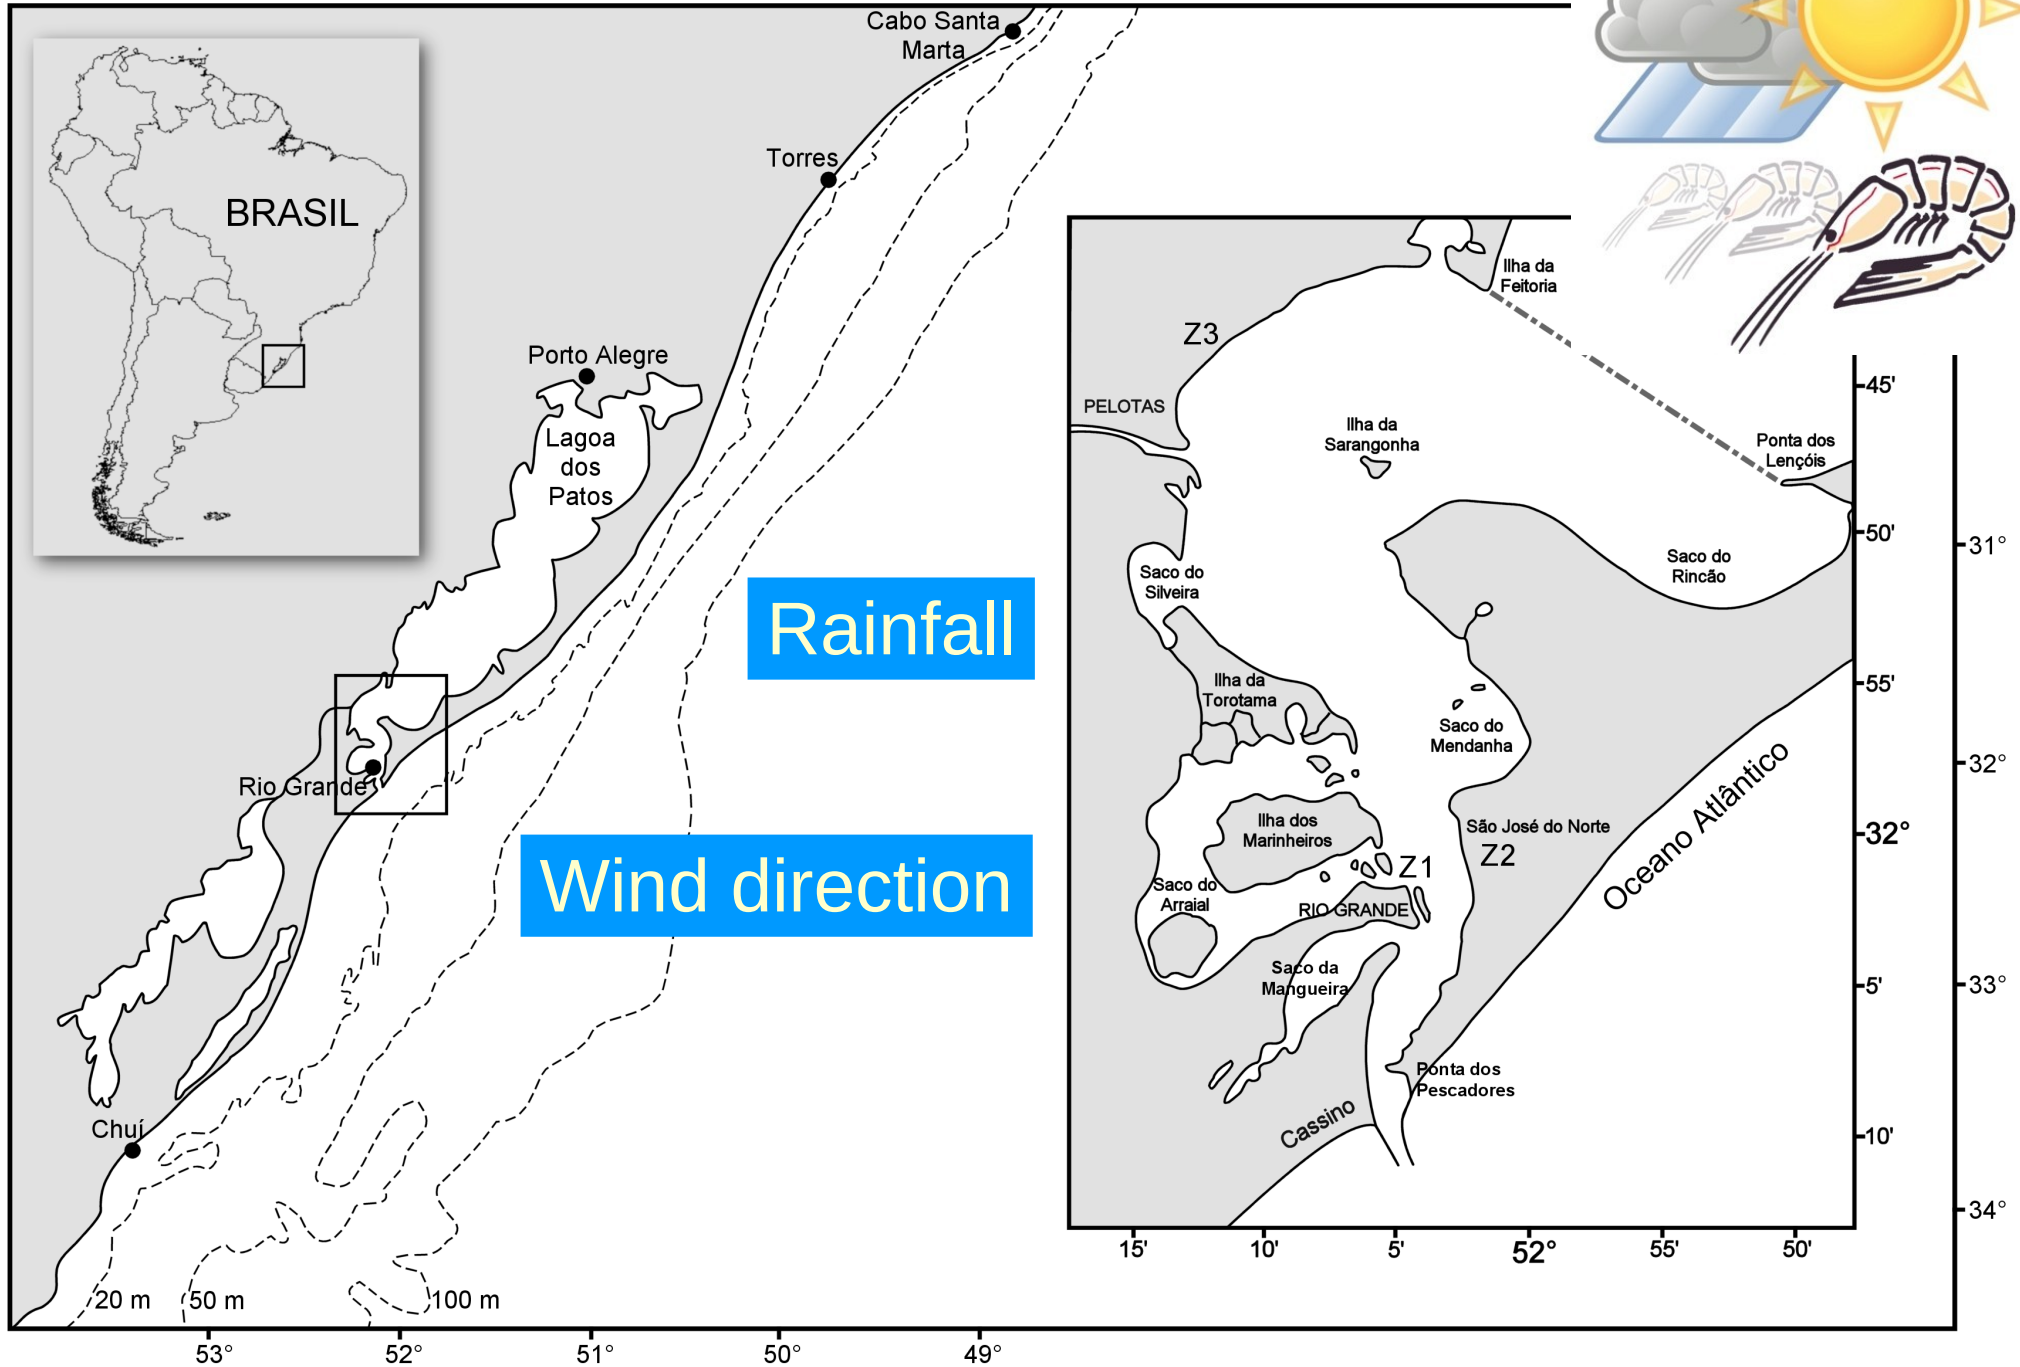 Cabo Santa
Marta
BRASIL
Torres
Porto Alegre
Lagoa
dos
Patos
Rio Grande
Chuí
20 m
50 m
100 m
Rainfall
Wind direction
53°
52°
51°
50°
49°
Ilha da
Feitoria
Z3
PELOTAS
Ilha da
Sarangonha
Ponta dos
Lençóis
Saco do
Rincão
Saco do
Silveira
Ilha da
Torotama
Saco do
Mendanha
Oceano Atlântico
Ilha dos
Marinheiros
São José do Norte
Z2
Z1
Saco do
Arraial
RIO GRANDE
Saco da
Mangueira
Ponta dos
Pescadores
Cassino
45'
50'
55'
32°
5'
10'
15'
10'
5'
52°
55'
50'
31°
32°
33°
34°